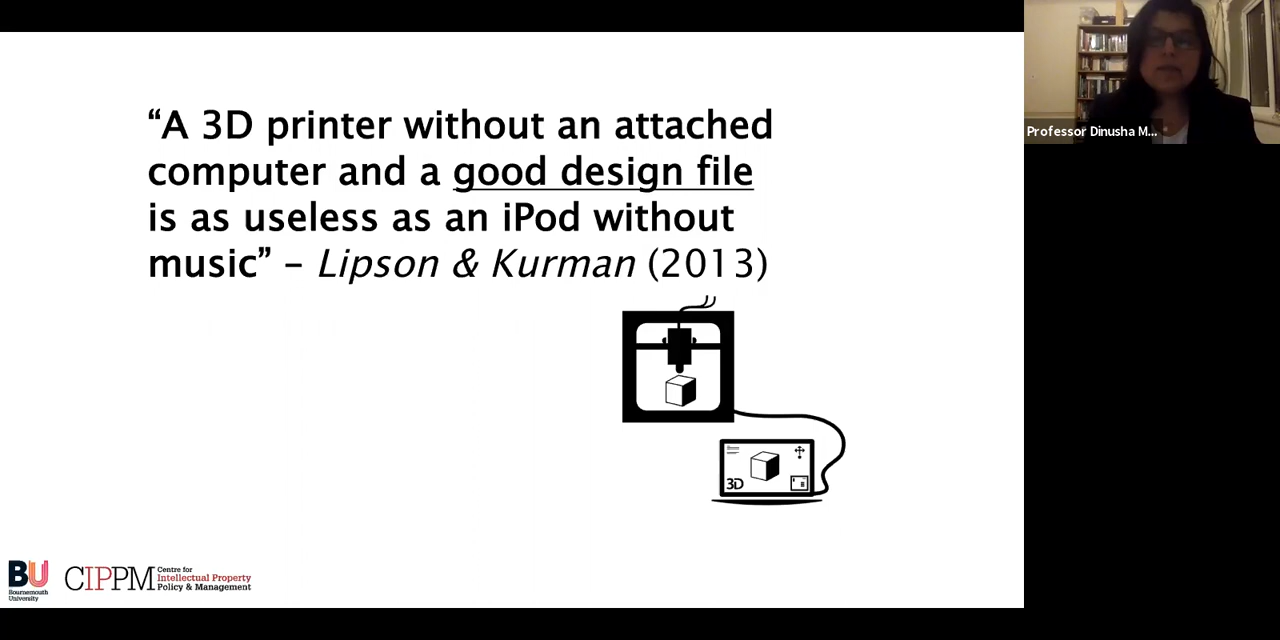 “A 3D printer without an attached
computer and a good design file
is as useless as an iPod without
music” – Lipson & Kurman (2013)
3D
BU
Bournemouth
University
CIPPM
Centre for
Intellectual Property
Policy & Management
Professor Dinusha M...